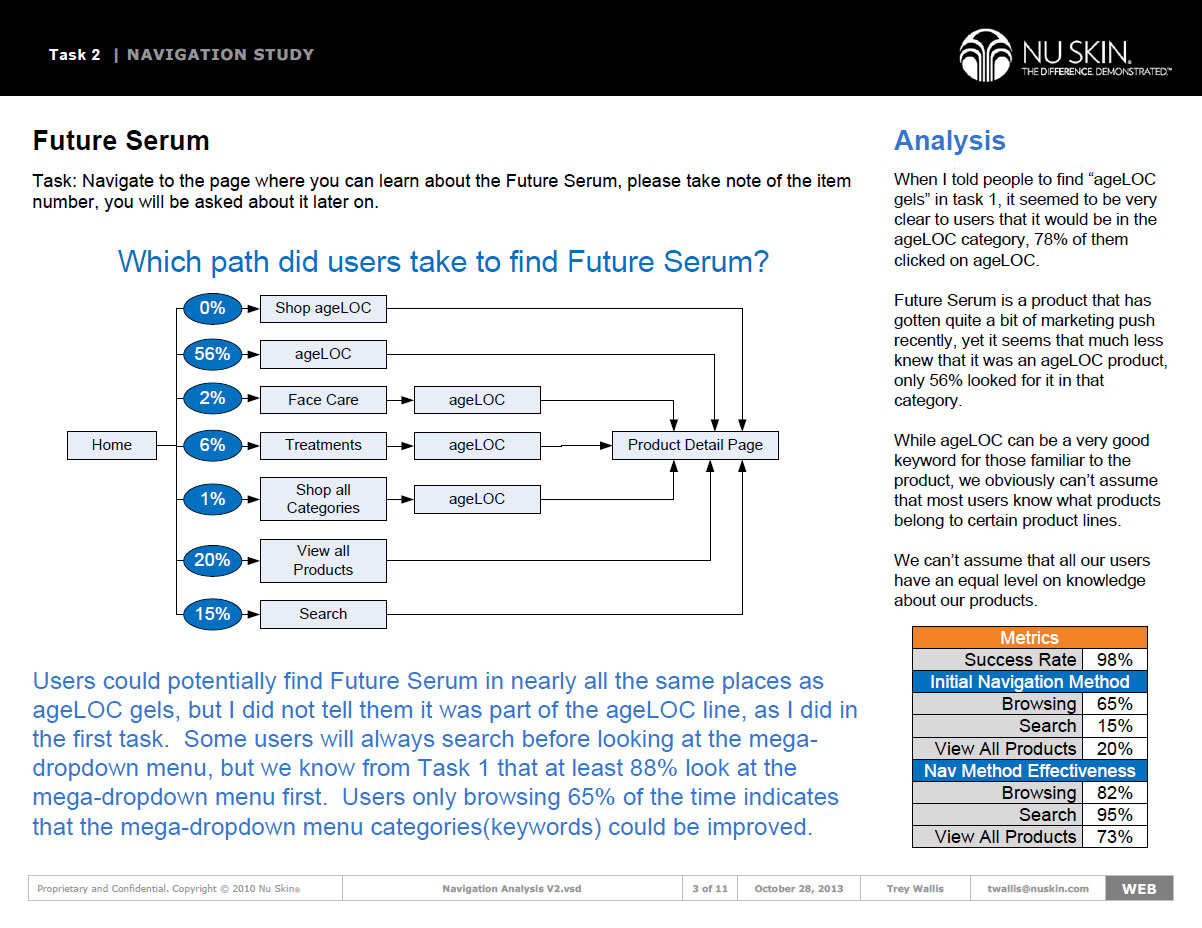 Task 2 | NAVIGATION STUDY
NU SKIN®
THE DIFFERENCE. DEMONSTRATED.™
Future Serum
Task: Navigate to the page where you can learn about the Future Serum, please take note of the item
number, you will be asked about it later on.
Which path did users take to find Future Serum?
0%
Shop ageLOC
56%
ageLOC
2%
Face Care
ageLOC
Home
6%
Treatments
ageLOC
Product Detail Page
1%
Shop all
Categories
ageLOC
20%
View all
Products
15%
Search
Users could potentially find Future Serum in nearly all the same places as
ageLOC gels, but I did not tell them it was part of the ageLOC line, as I did in
the first task.  Some users will always search before looking at the mega-
dropdown menu, but we know from Task 1 that at least 88% look at the
mega-dropdown menu first.  Users only browsing 65% of the time indicates
that the mega-dropdown menu categories(keywords) could be improved.
Analysis
When I told people to find “ageLOC
gels” in task 1, it seemed to be very
clear to users that it would be in the
ageLOC category, 78% of them
clicked on ageLOC.
Future Serum is a product that has
gotten quite a bit of marketing push
recently, yet it seems that much less
knew that it was an ageLOC product,
only 56% looked for it in that
category.
While ageLOC can be a very good
keyword for those familiar to the
product, we obviously can’t assume
that most users know what products
belong to certain product lines.
We can’t assume that all our users
have an equal level on knowledge
about our products.
Metrics
Success Rate 98%
Initial Navigation Method
Browsing 65%
Search 15%
View All Products 20%
Nav Method Effectiveness
Browsing 82%
Search 95%
View All Products 73%
Proprietary and Confidential. Copyright © 2010 Nu Skin®
Navigation Analysis V2.vsd
3 of 11
October 28, 2013
Trey Wallis
twallis@nuskin.com
WEB